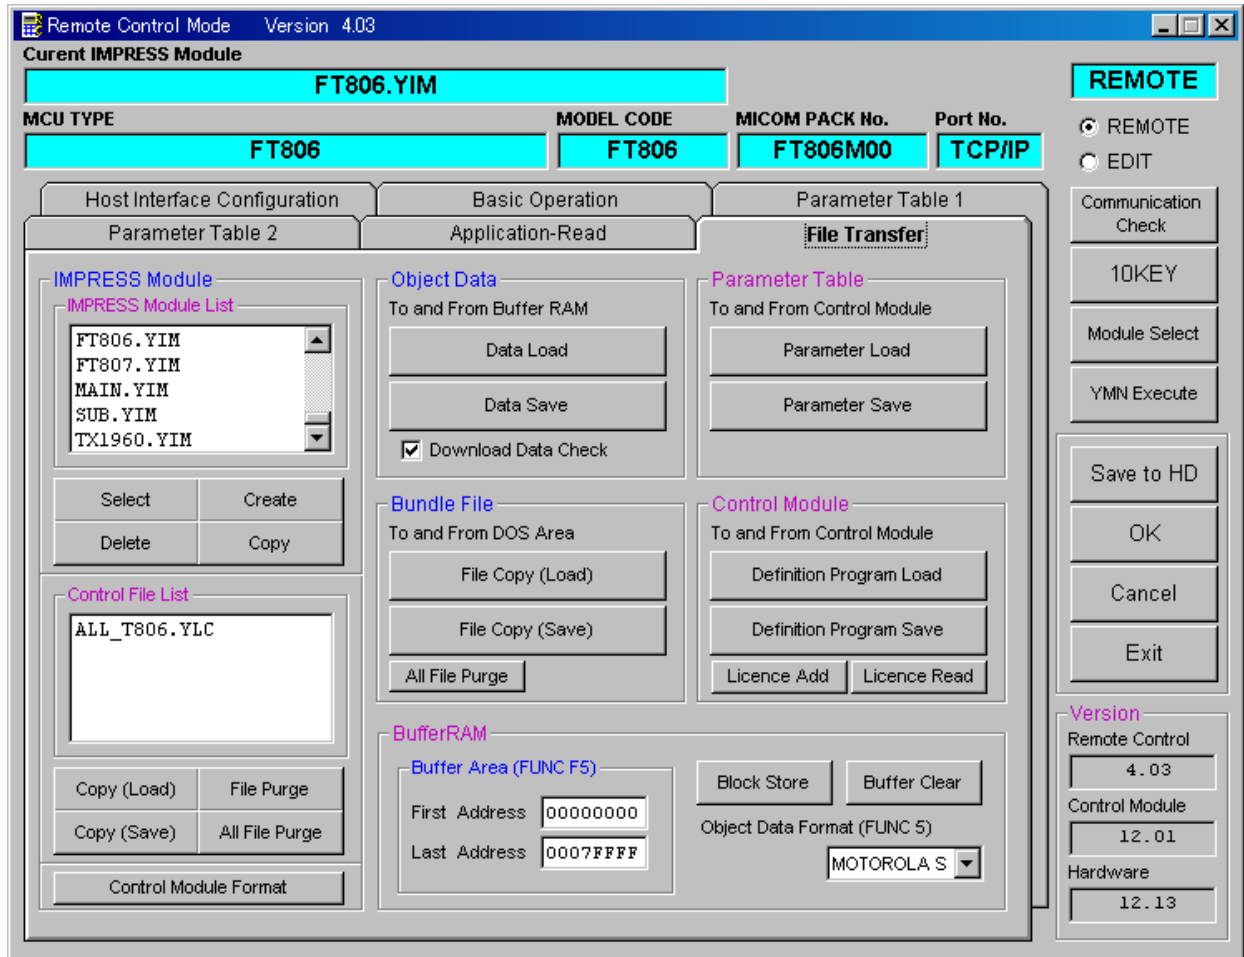 Remote Control Mode Version 4.03
Curent IMPRESS Module
FT806.YIM
REMOTE
MCU TYPE
MODEL CODE
MICOM PACK No.
Port No.
FT806
FT806
FT806M00
TCP/IP
REMOTE
EDIT
Host Interface Configuration
Basic Operation
Parameter Table 1
Parameter Table 2
Application-Read
File Transfer
IMPRESS Module
IMPRESS Module List
FT806.YIM
FT807.YIM
MAIN.YIM
SUB.YIM
TX1960.YIM
Select
Create
Delete
Copy
Control File List
ALL_T806.YLC
Copy (Load)
File Purge
Copy (Save)
All File Purge
Control Module Format
Object Data
To and From Buffer RAM
Data Load
Data Save
Download Data Check
Parameter Table
To and From Control Module
Parameter Load
Parameter Save
Bundle File
To and From DOS Area
File Copy (Load)
File Copy (Save)
All File Purge
Control Module
To and From Control Module
Definition Program Load
Definition Program Save
Licence Add
Licence Read
BufferRAM
Buffer Area (FUNC F5)
First Address
00000000
Last Address
0007FFFF
Block Store
Buffer Clear
Object Data Format (FUNC 5)
MOTOROLA S
Communication
Check
10KEY
Module Select
YMN Execute
Save to HD
OK
Cancel
Exit
Version
Remote Control
4.03
Control Module
12.01
Hardware
12.13